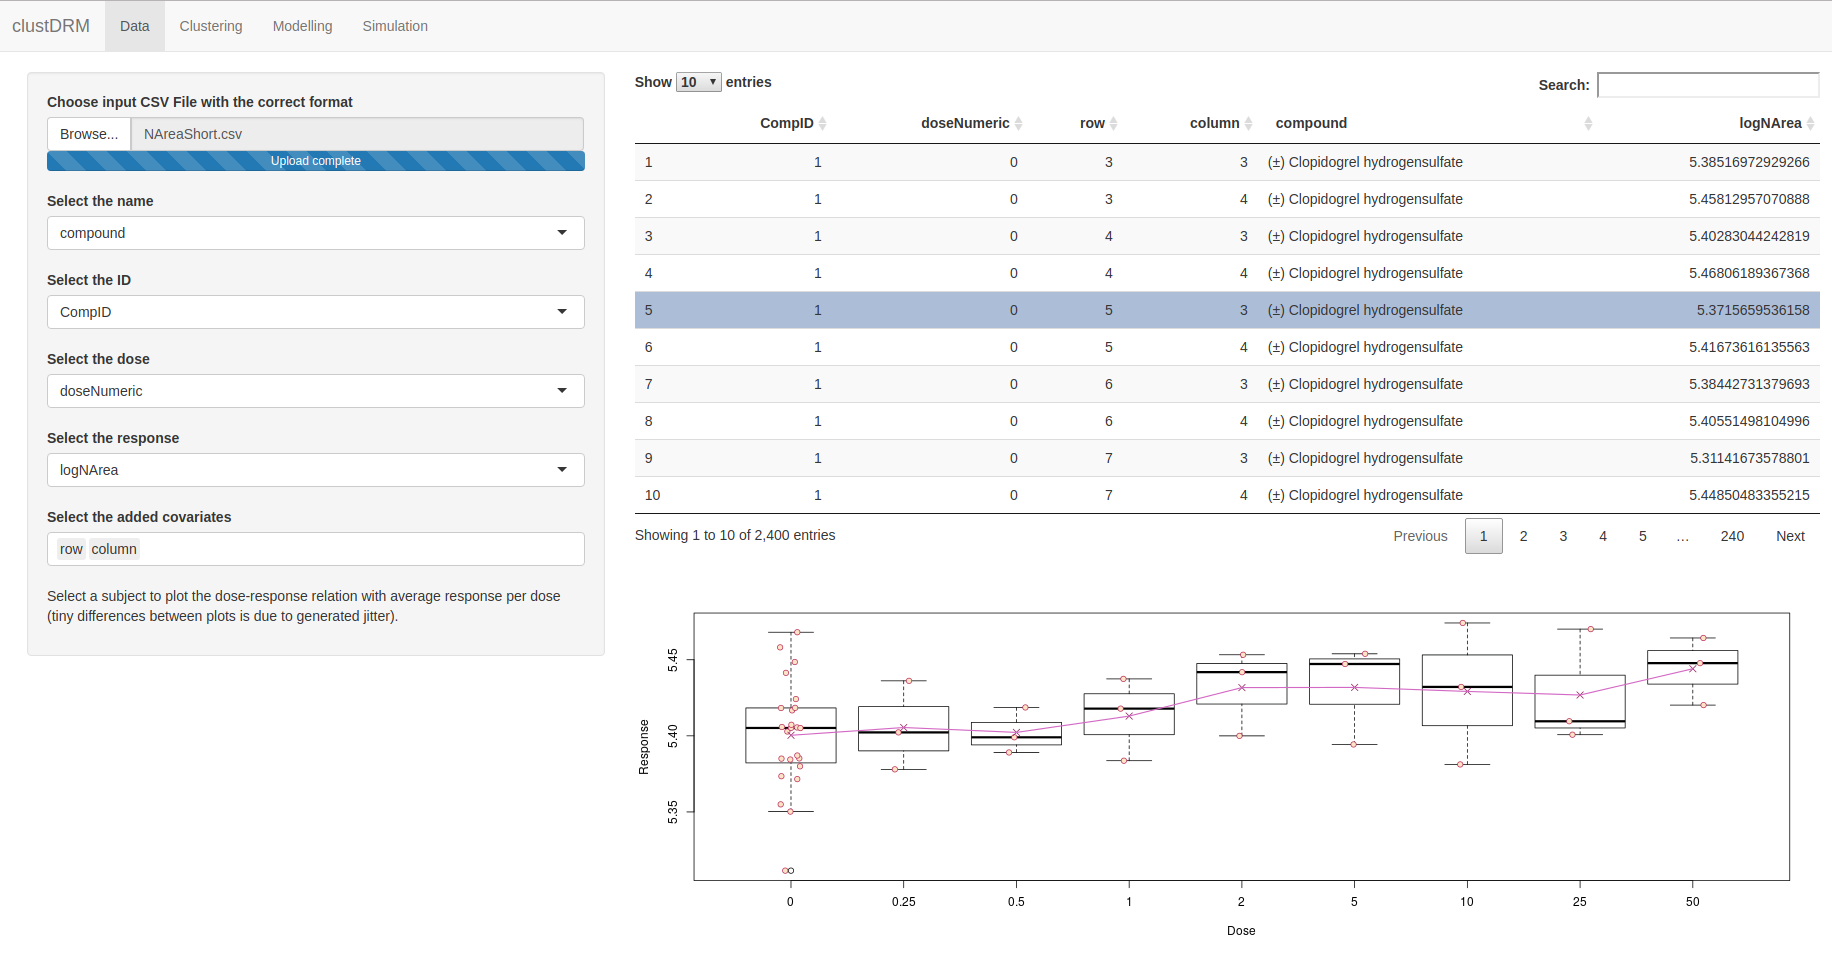 clustDRM Data Clustering Modelling Simulation
Choose input CSV File with the correct format
Browse... NAreaShort.csv
Upload complete
Select the name
compound
Select the ID
CompID
Select the dose
doseNumeric
Select the response
logNArea
Select the added covariates
row column
Select a subject to plot the dose-response relation with average response per dose
(tiny differences between plots is due to generated jitter).
Show 10 entries
Search:
CompID doseNumeric row column compound logNArea
1 1 0 3 3 (±) Clopidogrel hydrogensulfate 5.38516972929266
2 1 0 3 4 (±) Clopidogrel hydrogensulfate 5.45812957070888
3 1 0 4 3 (±) Clopidogrel hydrogensulfate 5.40283044242819
4 1 0 4 4 (±) Clopidogrel hydrogensulfate 5.46806189367368
5 1 0 5 3 (±) Clopidogrel hydrogensulfate 5.3715659536158
6 1 0 5 4 (±) Clopidogrel hydrogensulfate 5.41673616135563
7 1 0 6 3 (±) Clopidogrel hydrogensulfate 5.38442731379693
8 1 0 6 4 (±) Clopidogrel hydrogensulfate 5.40551498104996
9 1 0 7 3 (±) Clopidogrel hydrogensulfate 5.31141673578801
10 1 0 7 4 (±) Clopidogrel hydrogensulfate 5.44850483355215
Showing 1 to 10 of 2,400 entries
Previous 1 2 3 4 5 … 240 Next
Response
5.45
5.40
5.35
0 0.25 0.5 1 2 5 10 25 50
Dose